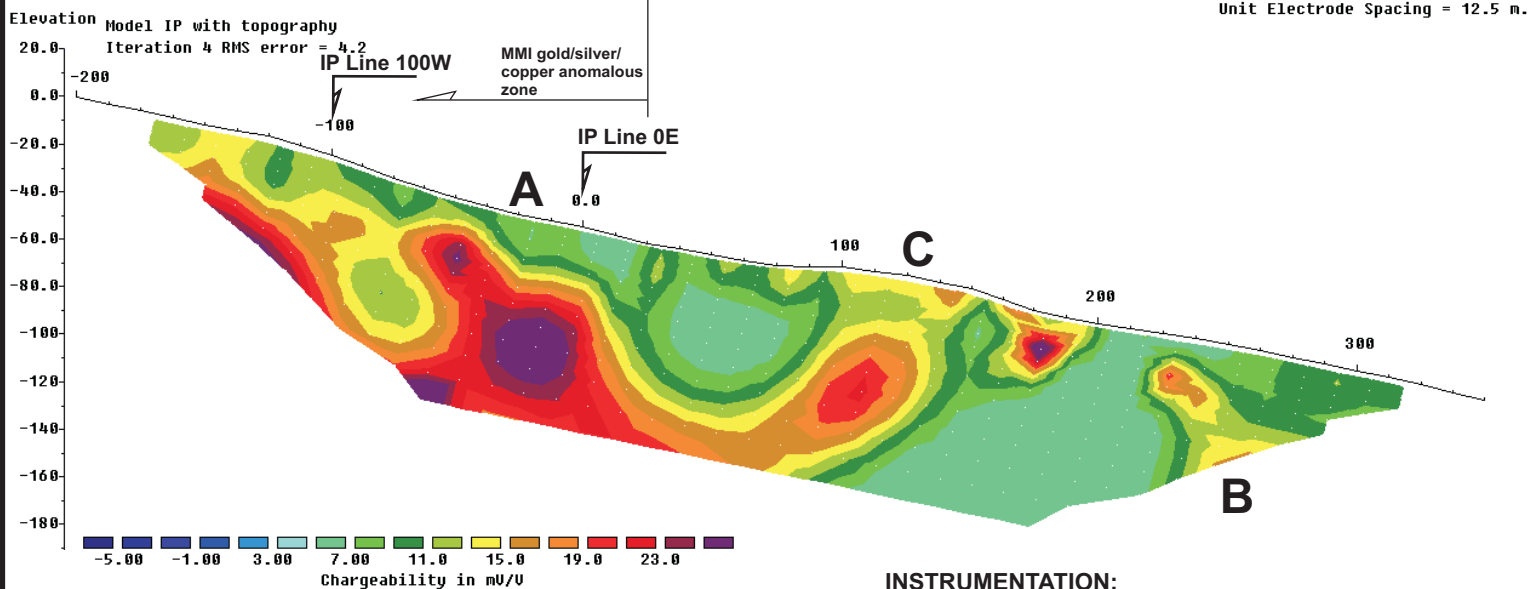 Unit Electrode Spacing = 12.5 m.
Elevation
Model IP with topography
Iteration 4 RMS error = 4.2
IP Line 100W
MMI gold/silver/
copper anomalous
zone
IP Line 0E
A
C
B
-200
-100
0.0
100
200
300
20.0
0.0
-20.0
-40.0
-60.0
-80.0
-100
-120
-140
-160
-180
-5.00 -1.00 3.00 7.00 11.0 15.0 19.0 23.0
Chargeability in mV/V
INSTRUMENTATION: